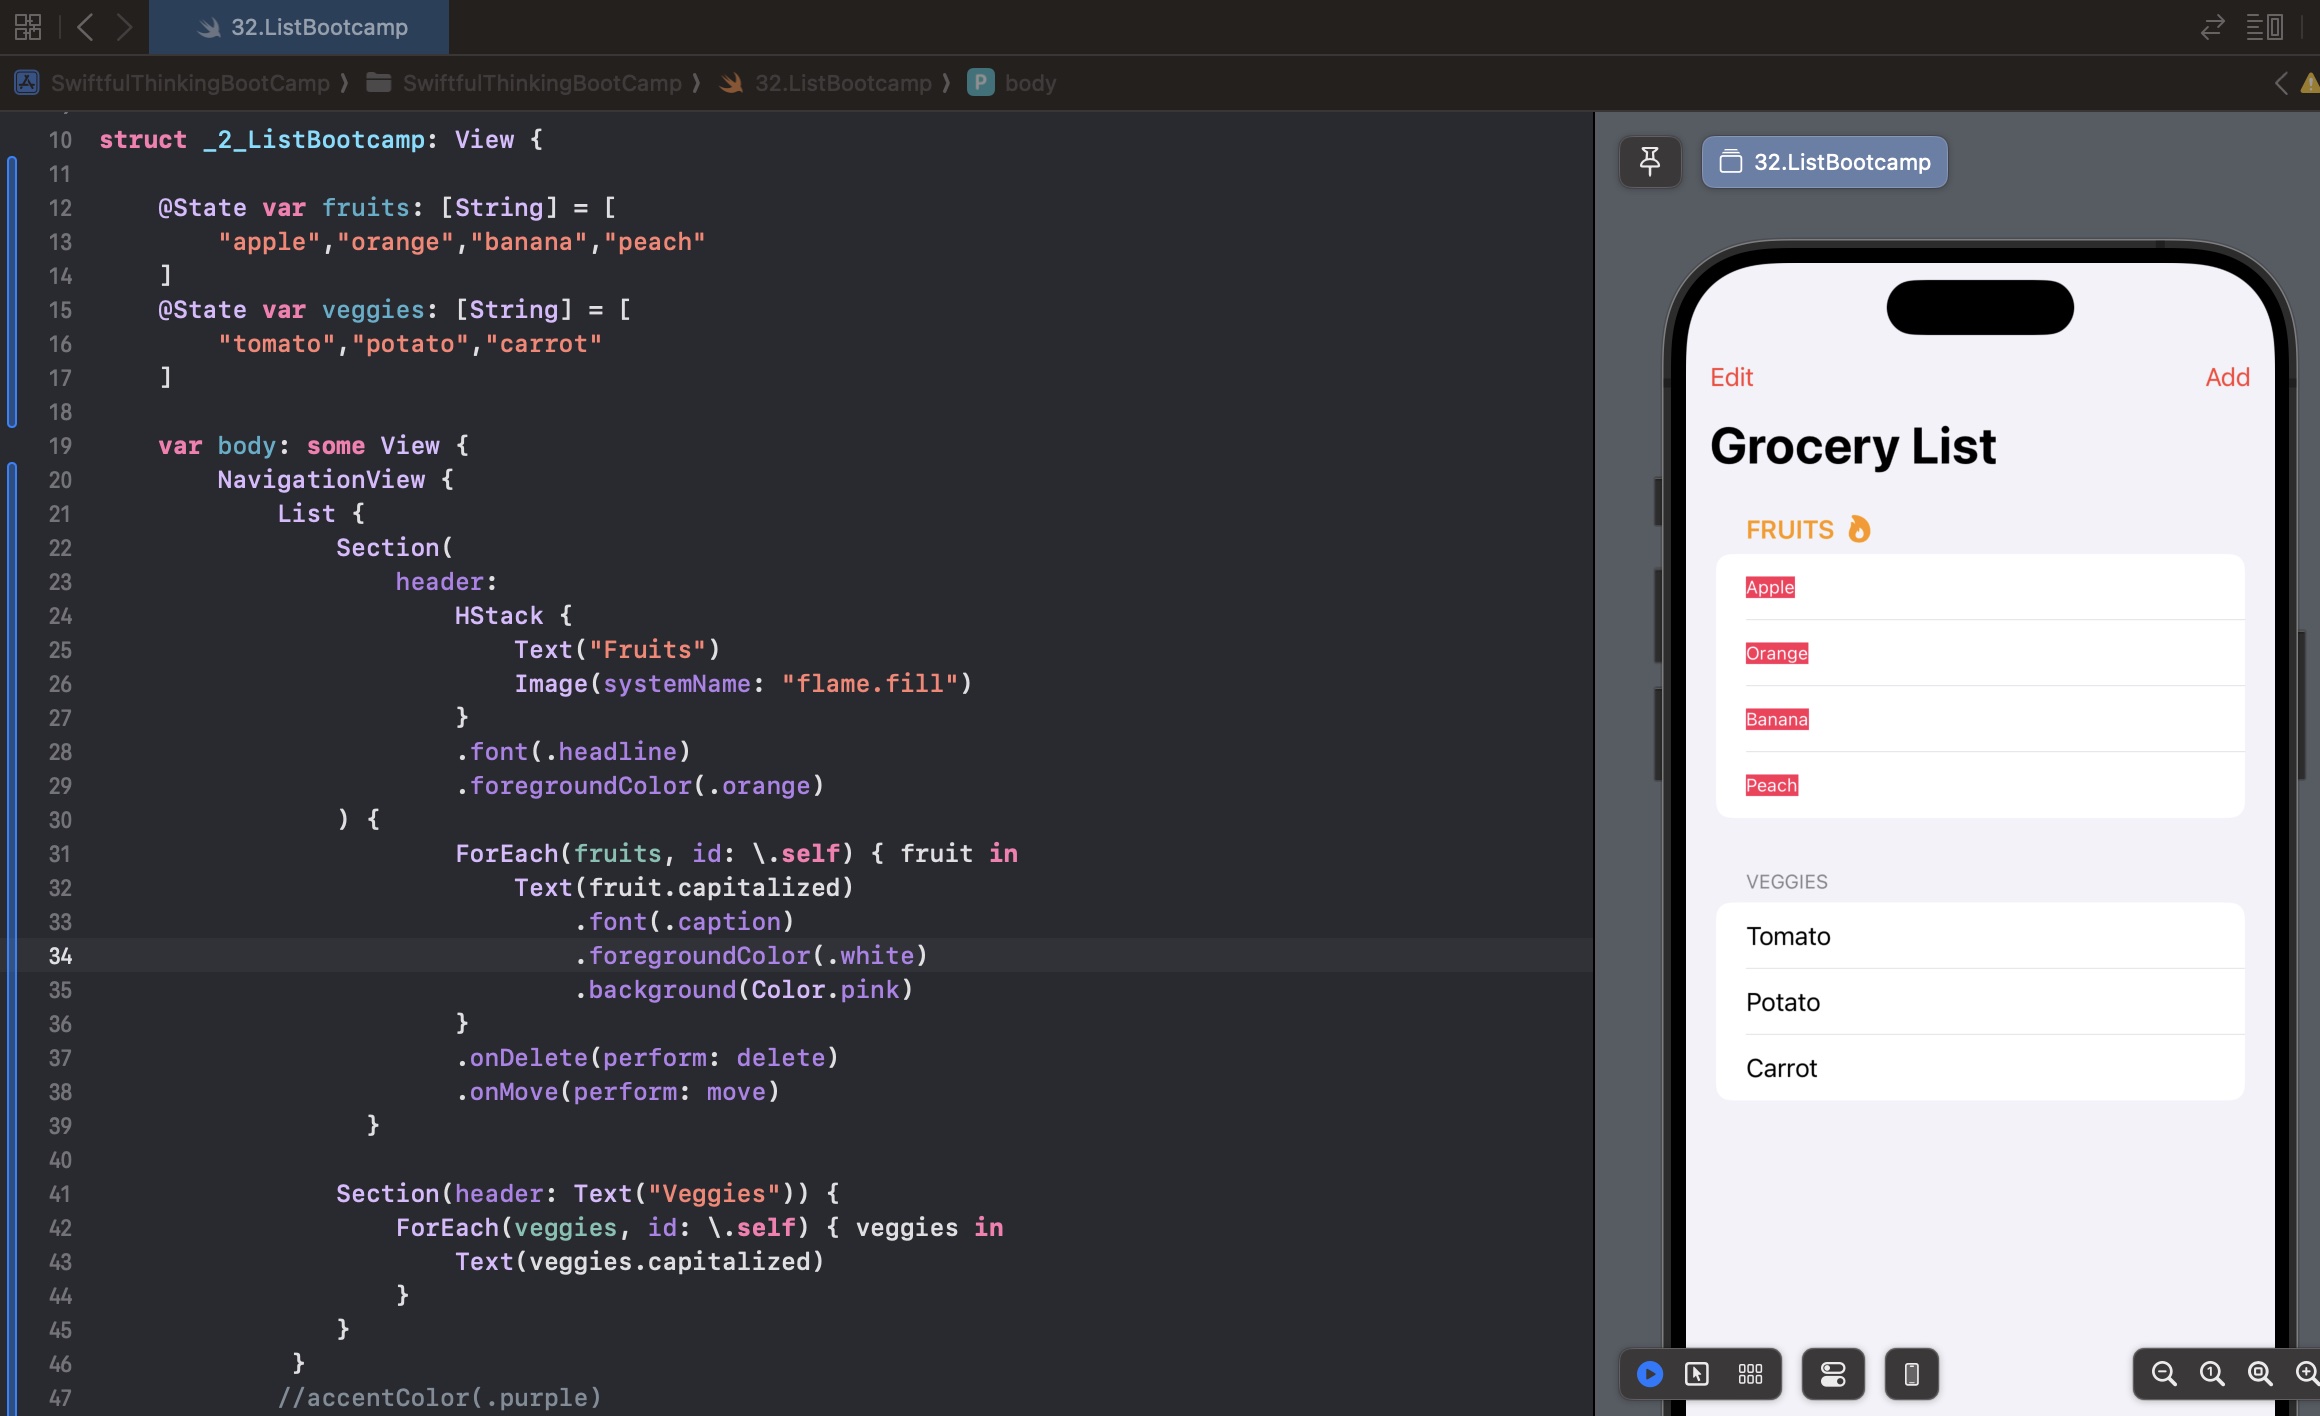 32.ListBootcamp
SwiftfulThinkingBootCamp ⟩ SwiftfulThinkingBootCamp ⟩ 32.ListBootcamp ⟩ P body
10 struct _2_ListBootcamp: View {
11
12 @State var fruits: [String] = [
13 "apple","orange","banana","peach"
14 ]
15 @State var veggies: [String] = [
16 "tomato","potato","carrot"
17 ]
18
19 var body: some View {
20 NavigationView {
21 List {
22 Section(
23 header:
24 HStack {
25 Text("Fruits")
26 Image(systemName: "flame.fill")
27 }
28 .font(.headline)
29 .foregroundColor(.orange)
30 ) {
31 ForEach(fruits, id: \.self) { fruit in
32 Text(fruit.capitalized)
33 .font(.caption)
34 .foregroundColor(.white)
35 .background(Color.pink)
36 }
37 .onDelete(perform: delete)
38 .onMove(perform: move)
39 }
40
41 Section(header: Text("Veggies")) {
42 ForEach(veggies, id: \.self) { veggies in
43 Text(veggies.capitalized)
44 }
45 }
46 }
47 //accentColor(.purple)
32.ListBootcamp
Edit Add
Grocery List
FRUITS
Apple
Orange
Banana
Peach
VEGGIES
Tomato
Potato
Carrot